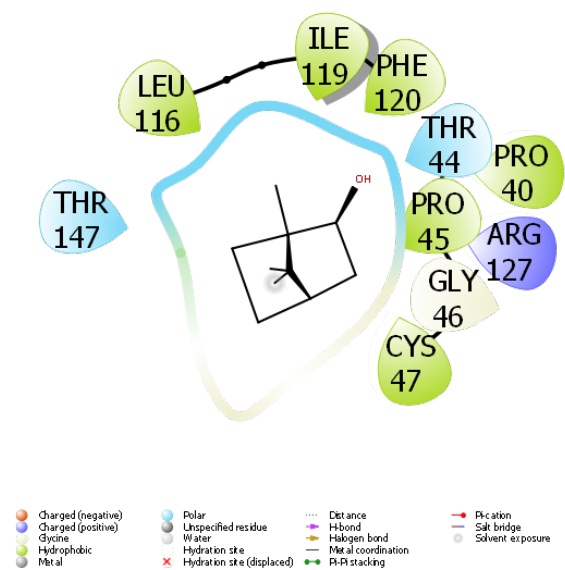 ILE
119
PHE
120
LEU
116
THR
44
PRO
40
THR
147
OH
PRO
45
ARG
127
GLY
46
CYS
47
Charged (negative)
Charged (positive)
Glycine
Hydrophobic
Metal
Polar
Unspecified residue
Water
Hydration site
Hydration site (displaced)
Distance
H-bond
Halogen bond
Metal coordination
Pi-Pi stacking
Pi-cation
Salt bridge
Solvent exposure